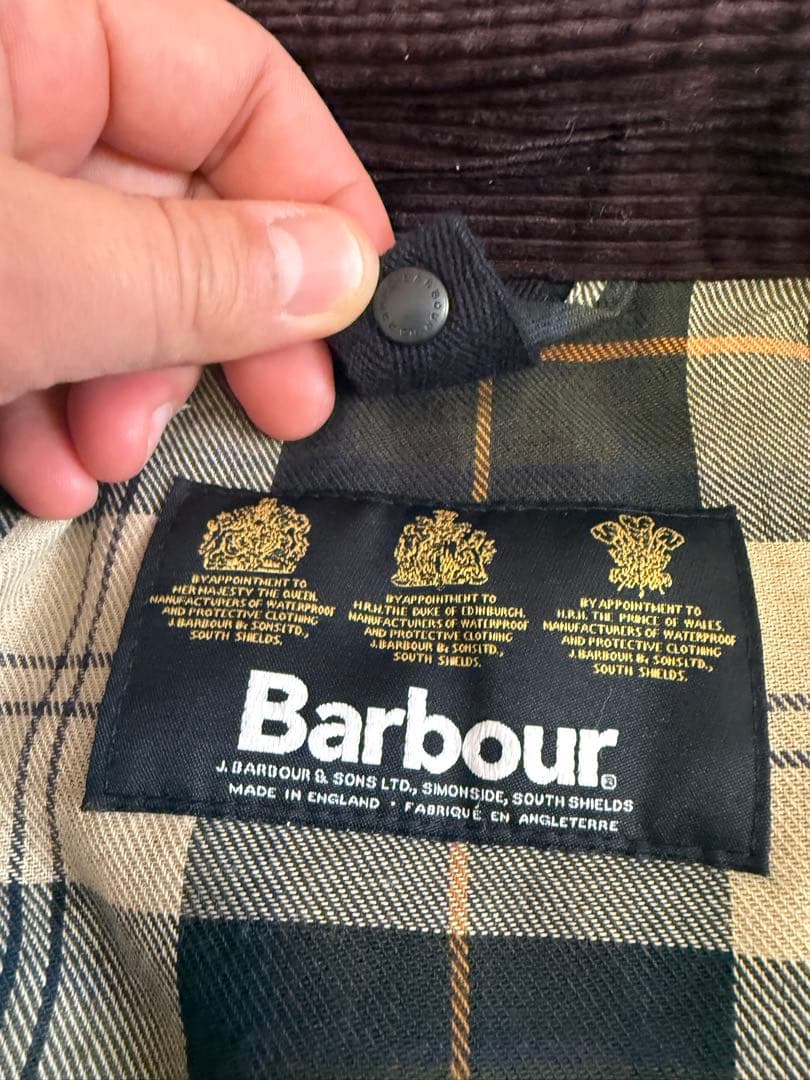 BARBOUR
BY APPOINTMENT TO
HER MAJESTY THE QUEEN,
MANUFACTURERS OF WATERPROOF
AND PROTECTIVE CLOTHING
J.BARBOUR & SONS LTD.,
SOUTH SHIELDS.
BY APPOINTMENT TO
H.R.H. THE DUKE OF EDINBURGH,
MANUFACTURERS OF WATERPROOF
AND PROTECTIVE CLOTHING
J.BARBOUR & SONS LTD.,
SOUTH SHIELDS.
BY APPOINTMENT TO
H.R.H. THE PRINCE OF WALES,
MANUFACTURERS OF WATERPROOF
AND PROTECTIVE CLOTHING
J.BARBOUR & SONS LTD.,
SOUTH SHIELDS.
Barbour®
J. BARBOUR & SONS LTD., SIMONSIDE, SOUTH SHIELDS
MADE IN ENGLAND · FABRIQUÉ EN ANGLETERRE